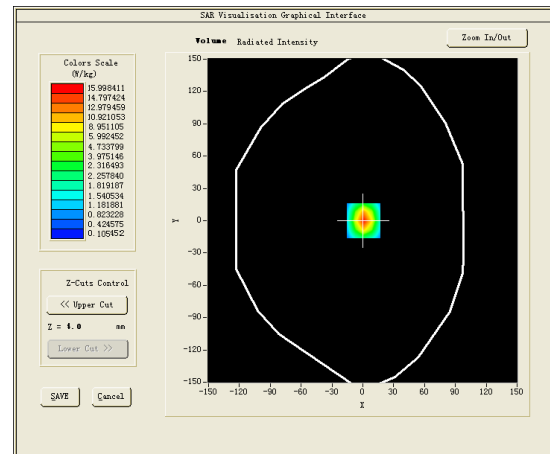 SAR Visualisation Graphical Interface
Volume Radiated Intensity
Zoom In/Out
Colors Scale
(W/kg)
15.998411
14.797424
12.979459
10.921053
8.951105
5.992452
4.733799
3.975146
2.316493
2.257840
1.819187
1.540534
1.181881
0.823228
0.424575
0.105452
Z-Cuts Control
<< Upper Cut
Z = 4.0 mm
Lower Cut >>
SAVE Cancel
150
120
90
60
30
0
-30
-60
-90
-120
-150
Y
-150 -120 -90 -60 -30 0 30 60 90 120 150
X